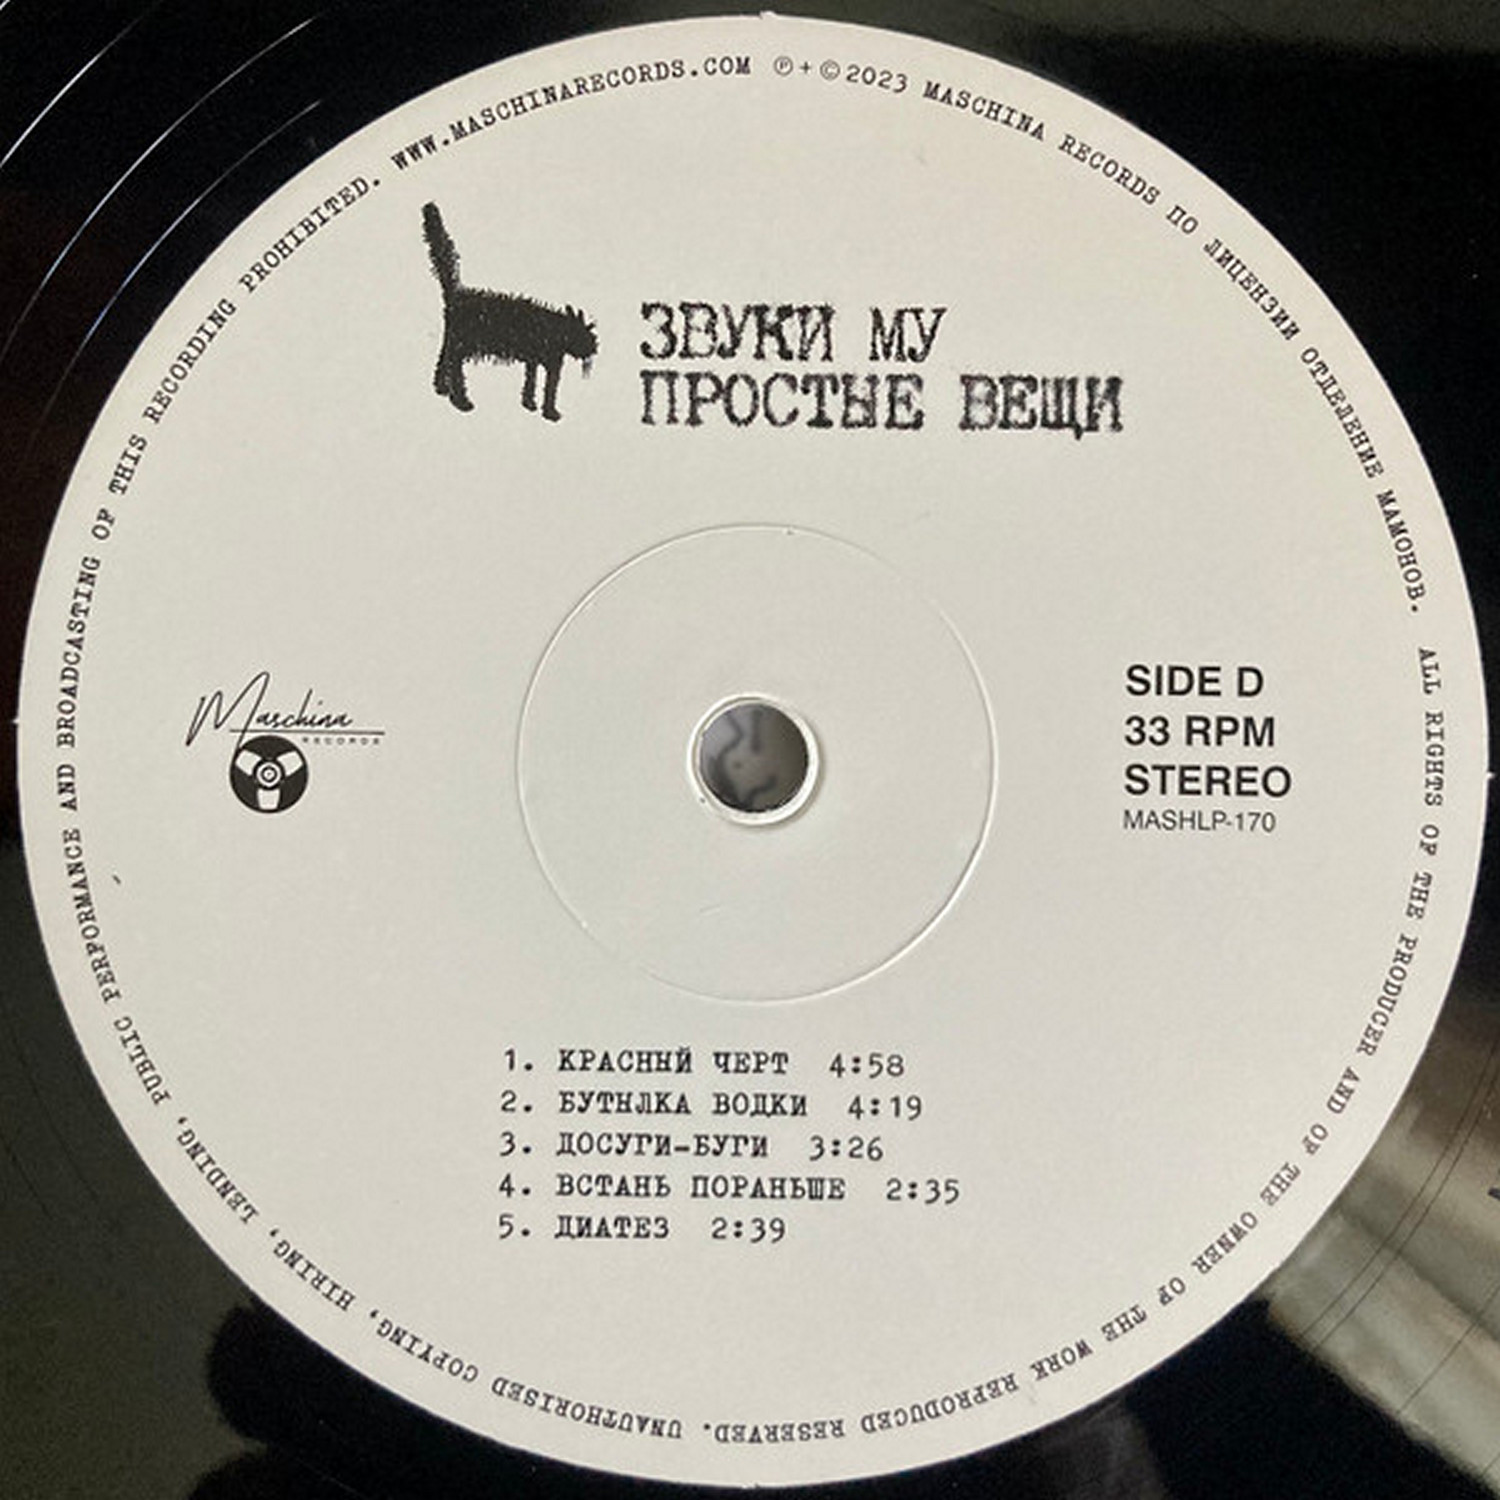 WWW.MASCHINARECORDS.COM ℗+©2023 MASCHINA RECORDS ПО ЛИЦЕНЗИИ ОТДЕЛЕНИЕ МАМОНОВ. ALL RIGHTS OF THE PRODUCER AND OF THE OWNER OF THE WORK REPRODUCED RESERVED. UNAUTHORISED COPYING, HIRING, LENDING, PUBLIC PERFORMANCE AND BROADCASTING OF THIS RECORDING PROHIBITED.
ЗВУКИ МУ
ПРОСТЫЕ ВЕЩИ
Maschina
RECORDS
SIDE D
33 RPM
STEREO
MASHLP-170
1. КРАСНЫЙ ЧЕРТ 4:58
2. БУТЫЛКА ВОДКИ 4:19
3. ДОСУГИ-БУГИ 3:26
4. ВСТАНЬ ПОРАНЬШЕ 2:35
5. ДИАТЕЗ 2:39